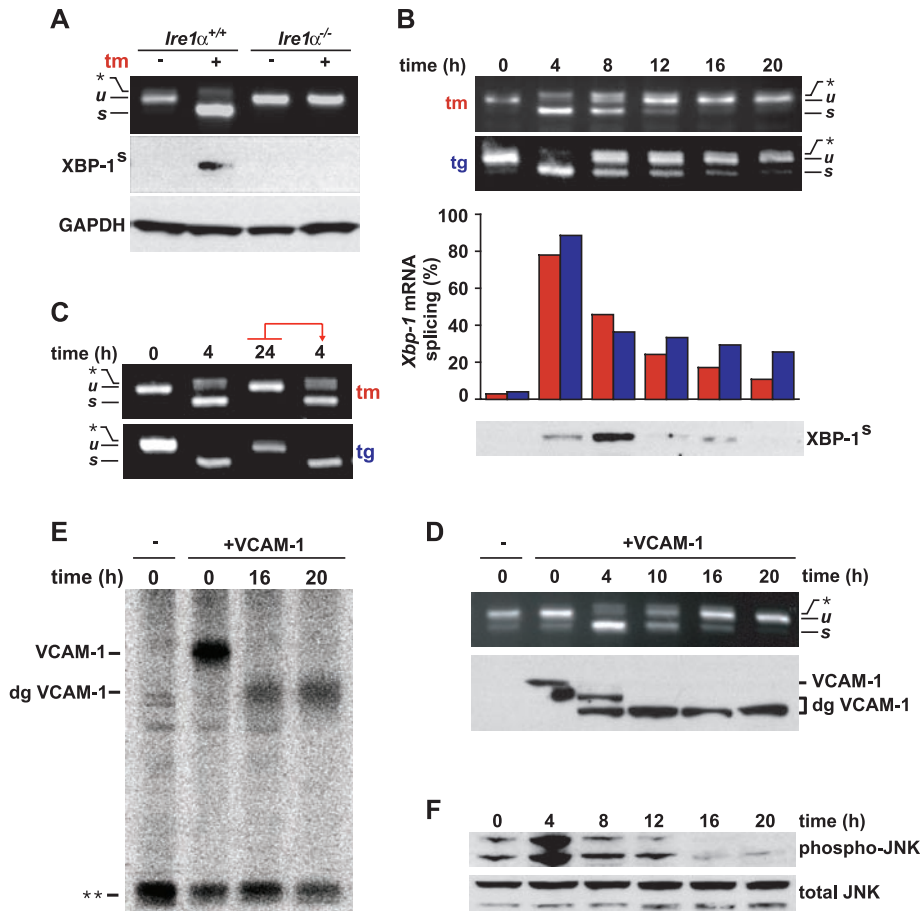 A
Ire1α+/+ Ire1α-/-
tm - + - +
*
u
s
XBP-1S
GAPDH
B
time (h) 0 4 8 12 16 20
tm
*
u
s
tg
*
u
s
100
80
60
40
20
0
Xbp-1 mRNA
splicing (%)
XBP-1S
C
time (h) 0 4 24 4
*
u
s
tm
*
u
s
tg
E
- +VCAM-1
time (h) 0 0 16 20
VCAM-1
dg VCAM-1
**
D
- +VCAM-1
0 0 4 10 16 20 time (h)
*
u
s
VCAM-1
dg VCAM-1
F
0 4 8 12 16 20 time (h)
phospho-JNK
total JNK